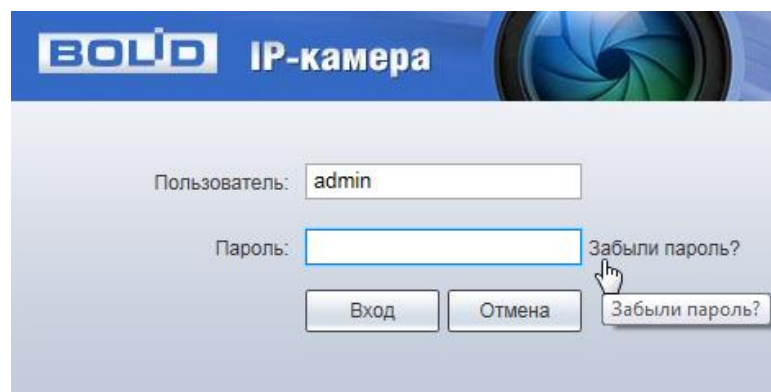 BOLID IP-камера
Пользователь: admin
Пароль: Забыли пароль?
Вход Отмена Забыли пароль?